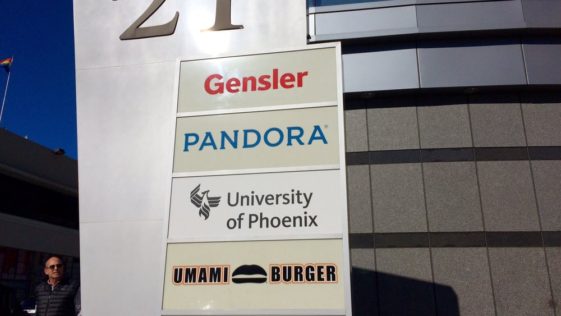 21
Gensler
PANDORA®
University
of Phoenix
UMAMI BURGER